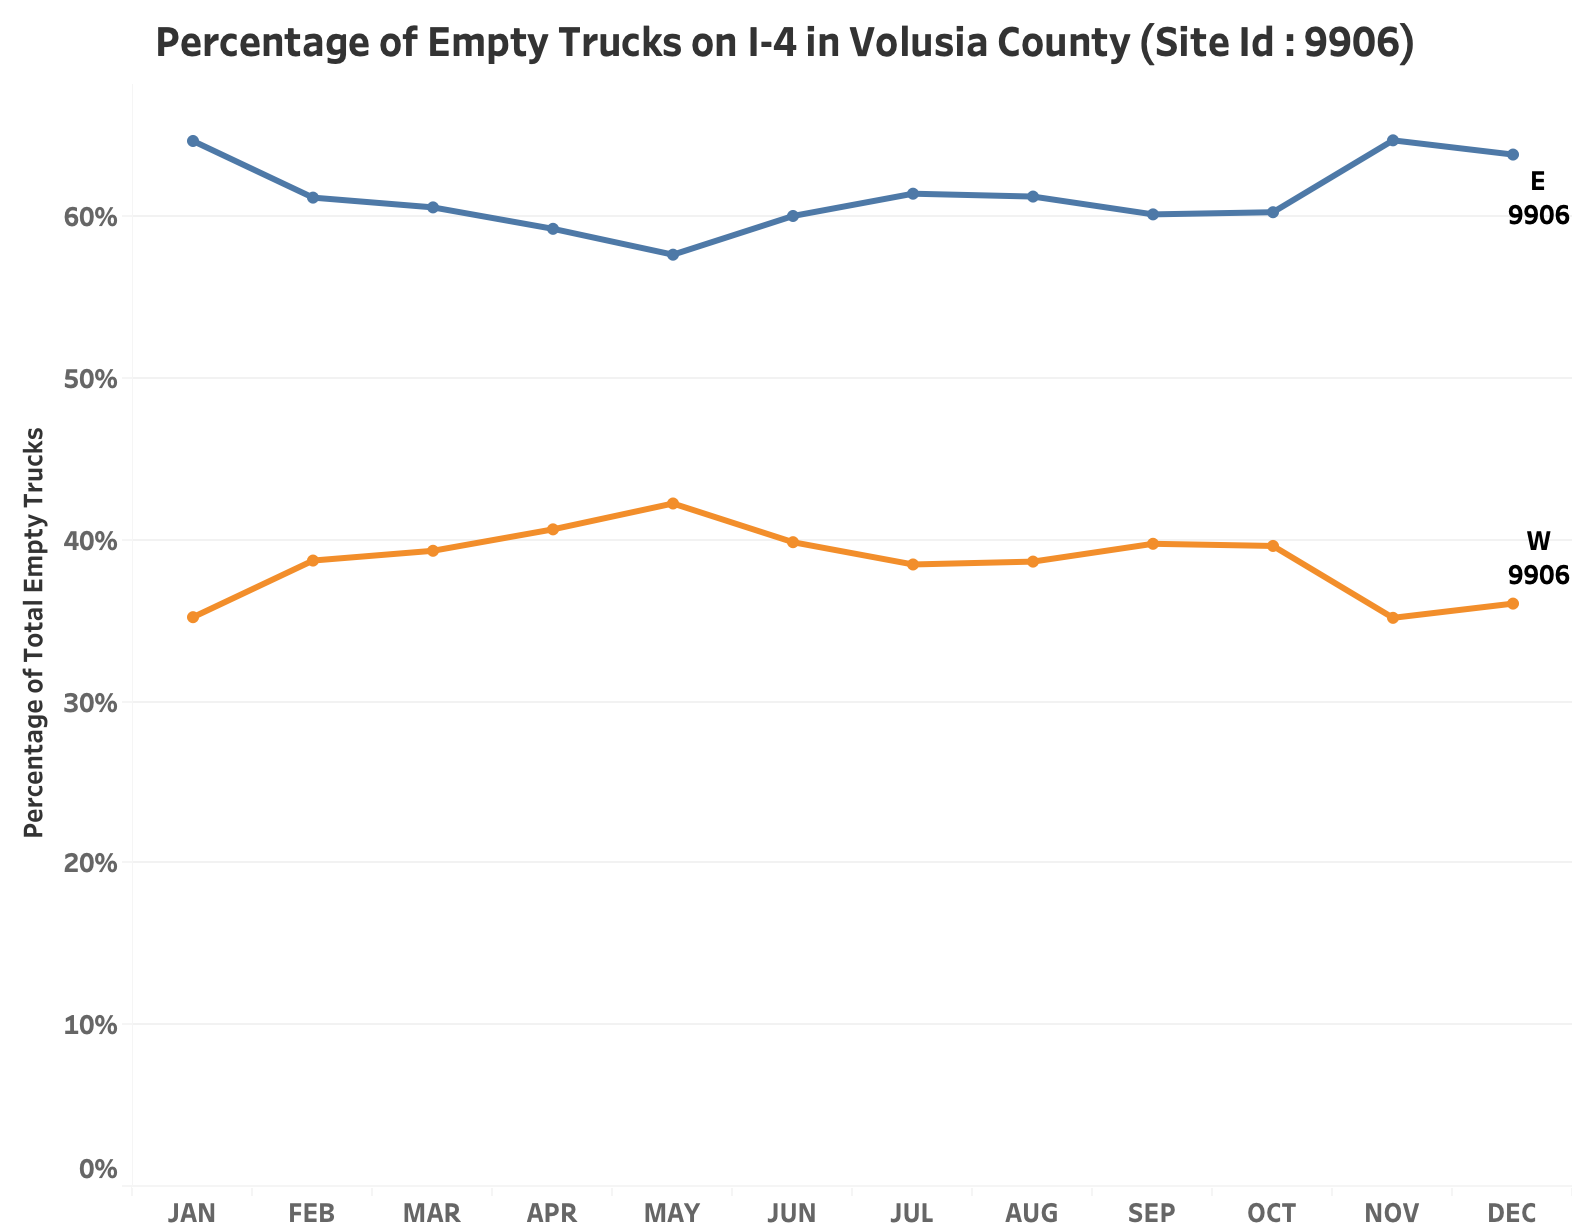 Percentage of Empty Trucks on I-4 in Volusia County (Site Id : 9906)
Percentage of Total Empty Trucks
60%
50%
40%
30%
20%
10%
0%
E
9906
W
9906
JAN FEB MAR APR MAY JUN JUL AUG SEP OCT NOV DEC